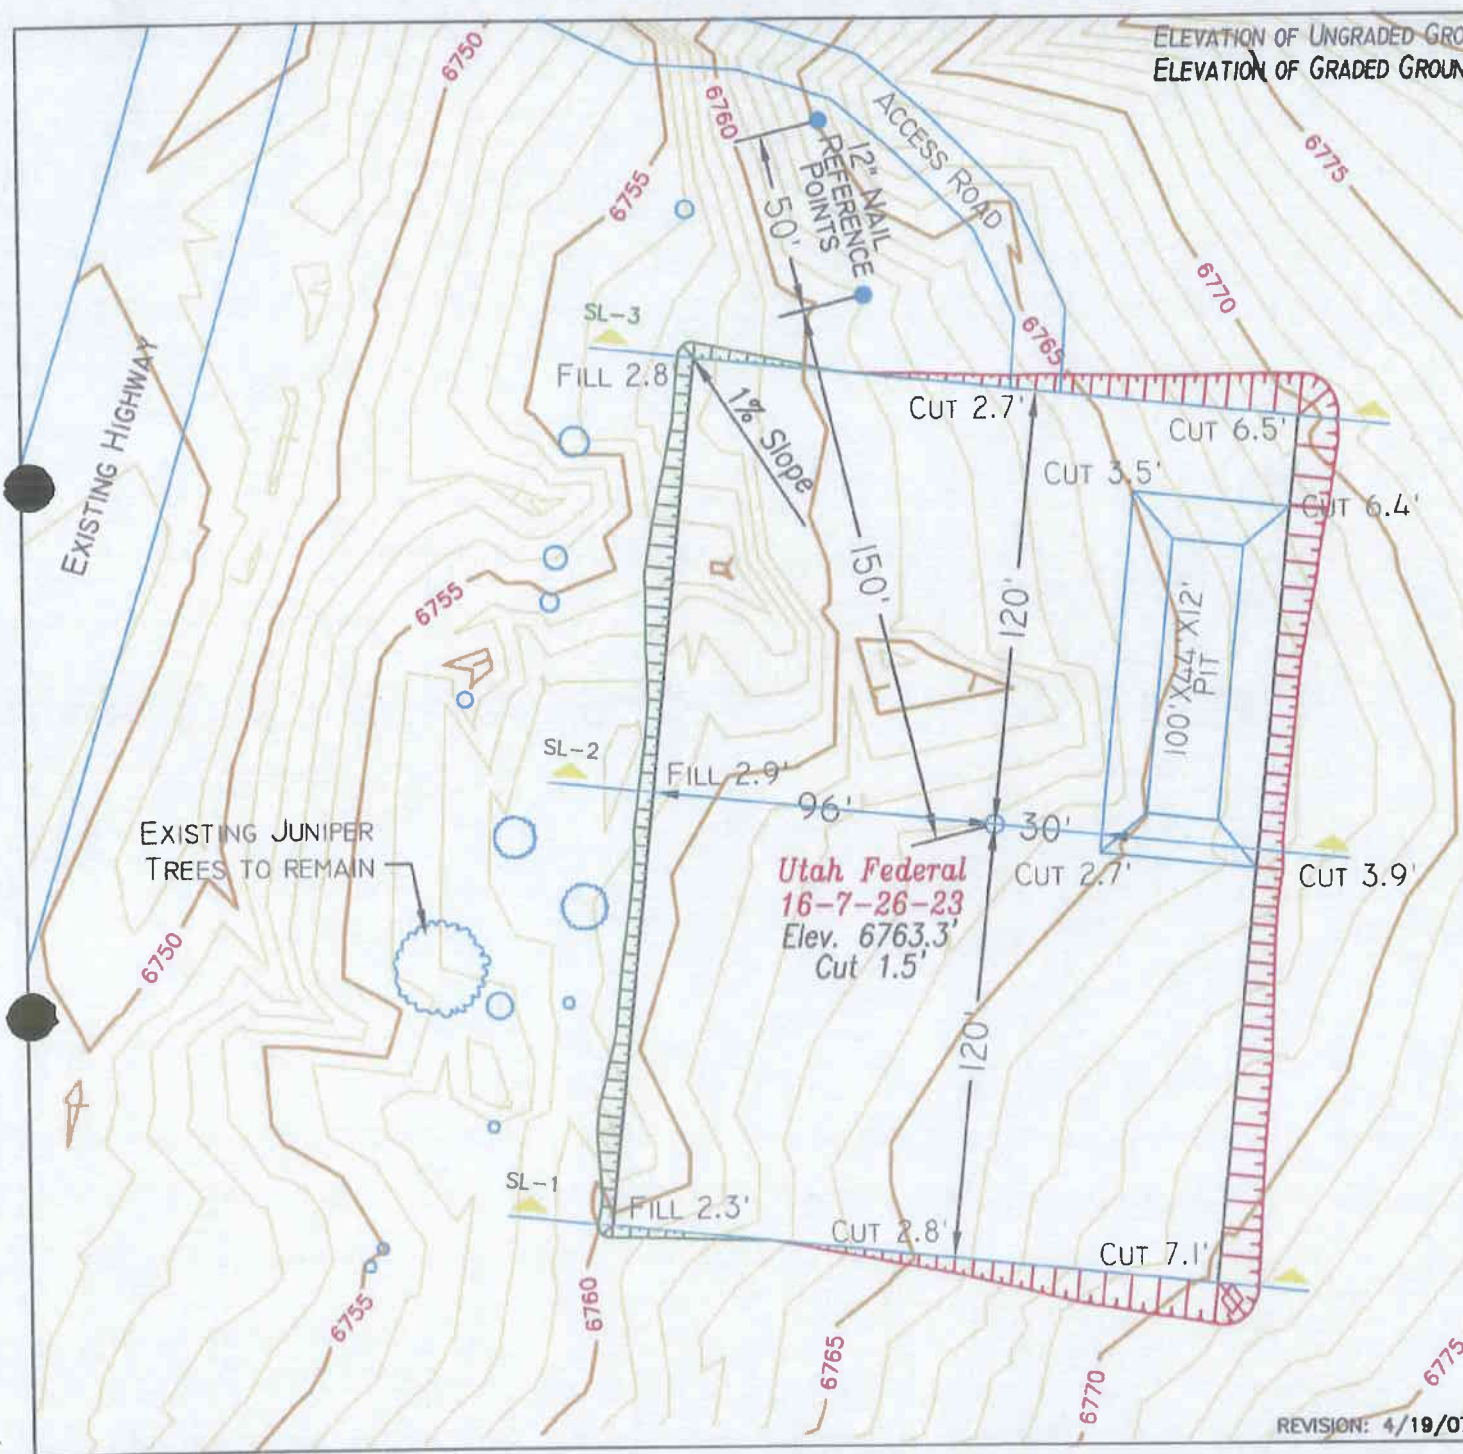 ELEVATION OF UNGRADED GRO
ELEVATION OF GRADED GROUN
6750
6760
ACCESS ROAD
12" NAIL
REFERENCE
POINTS
50'
6775
6755
6770
SL-3
6765
FILL 2.8
1% Slope
CUT 2.7'
CUT 6.5'
CUT 3.5'
CUT 6.4'
EXISTING HIGHWAY
150'
120'
6755
100'X44'X12'
PIT
SL-2
FILL 2.9'
96'
30'
EXISTING JUNIPER
TREES TO REMAIN
Utah Federal
16-7-26-23
Elev. 6763.3'
Cut 1.5'
CUT 2.7'
CUT 3.9'
6750
120'
SL-1
FILL 2.3'
CUT 2.8'
CUT 7.1'
6755
6760
6765
6770
6775
REVISION: 4/19/07